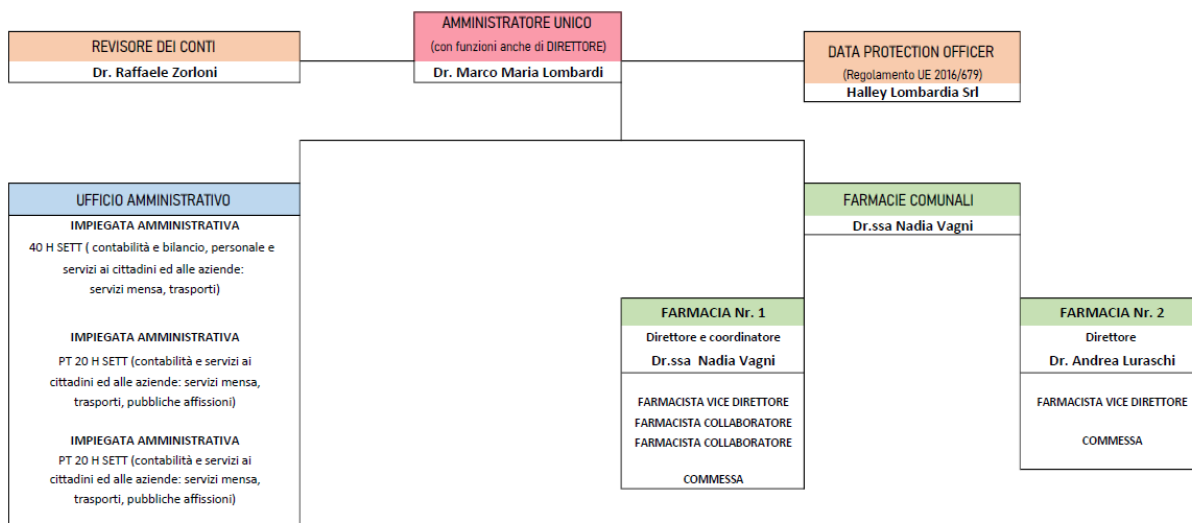 AMMINISTRATORE UNICO
(con funzioni anche di DIRETTORE)
Dr. Marco Maria Lombardi
REVISORE DEI CONTI
Dr. Raffaele Zorloni
DATA PROTECTION OFFICER
(Regolamento UE 2016/679)
Halley Lombardia Srl
UFFICIO AMMINISTRATIVO
IMPIEGATA AMMINISTRATIVA
40 H SETT ( contabilità e bilancio, personale e
servizi ai cittadini ed alle aziende:
servizi mensa, trasporti)
IMPIEGATA AMMINISTRATIVA
PT 20 H SETT (contabilità e servizi ai
cittadini ed alle aziende: servizi mensa,
trasporti, pubbliche affissioni)
IMPIEGATA AMMINISTRATIVA
PT 20 H SETT (contabilità e servizi ai
cittadini ed alle aziende: servizi mensa,
trasporti, pubbliche affissioni)
FARMACIE COMUNALI
Dr.ssa Nadia Vagni
FARMACIA Nr. 1
Direttore e coordinatore
Dr.ssa Nadia Vagni
FARMACISTA VICE DIRETTORE
FARMACISTA COLLABORATORE
FARMACISTA COLLABORATORE
COMMESSA
FARMACIA Nr. 2
Direttore
Dr. Andrea Luraschi
FARMACISTA VICE DIRETTORE
COMMESSA